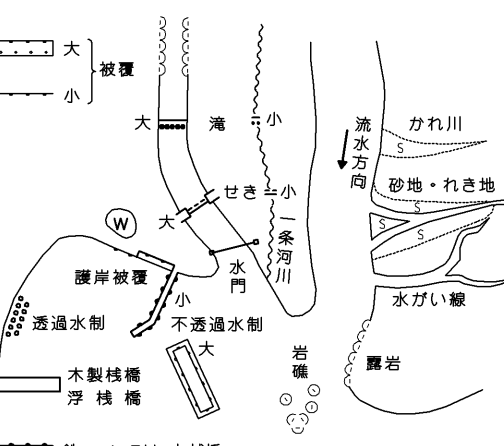 大
被覆
小
大
滝
小
流水方向
かれ川
S
砂地・れき地
S
せき
小
大
一条河川
S
S
W
水門
護岸被覆
小
水がい線
透過水制
不透過水制
大
岩礁
露岩
木製桟橋
浮桟橋